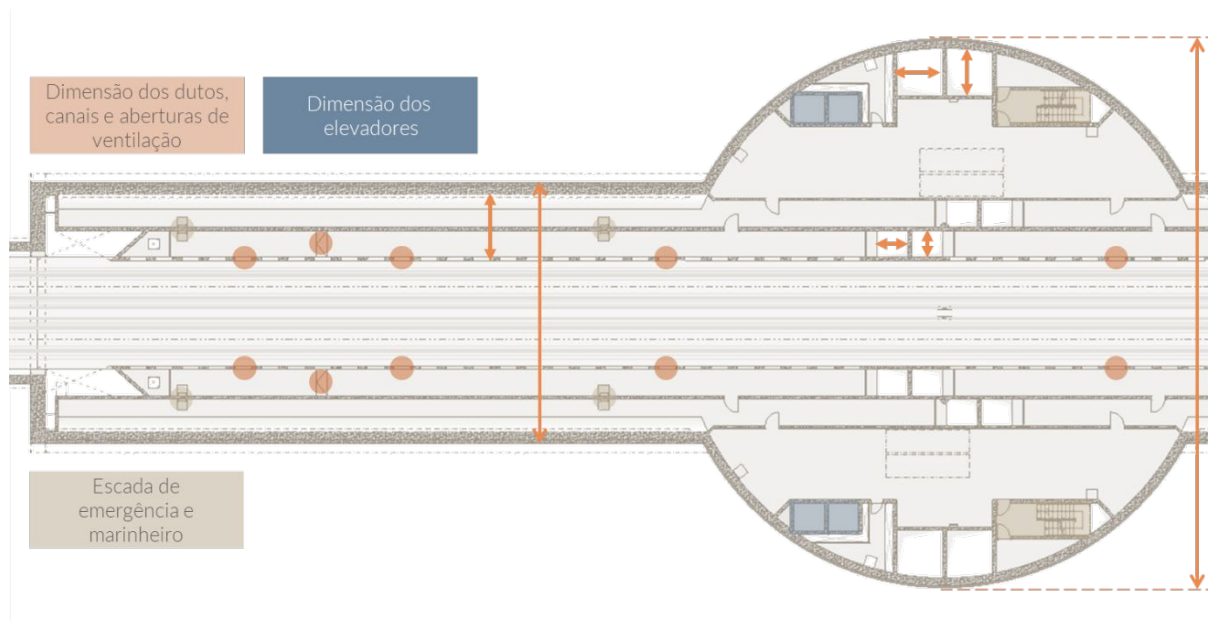 Dimensão dos dutos,
canais e aberturas de
ventilação
Dimensão dos
elevadores
Escada de
emergência e
marinheiro